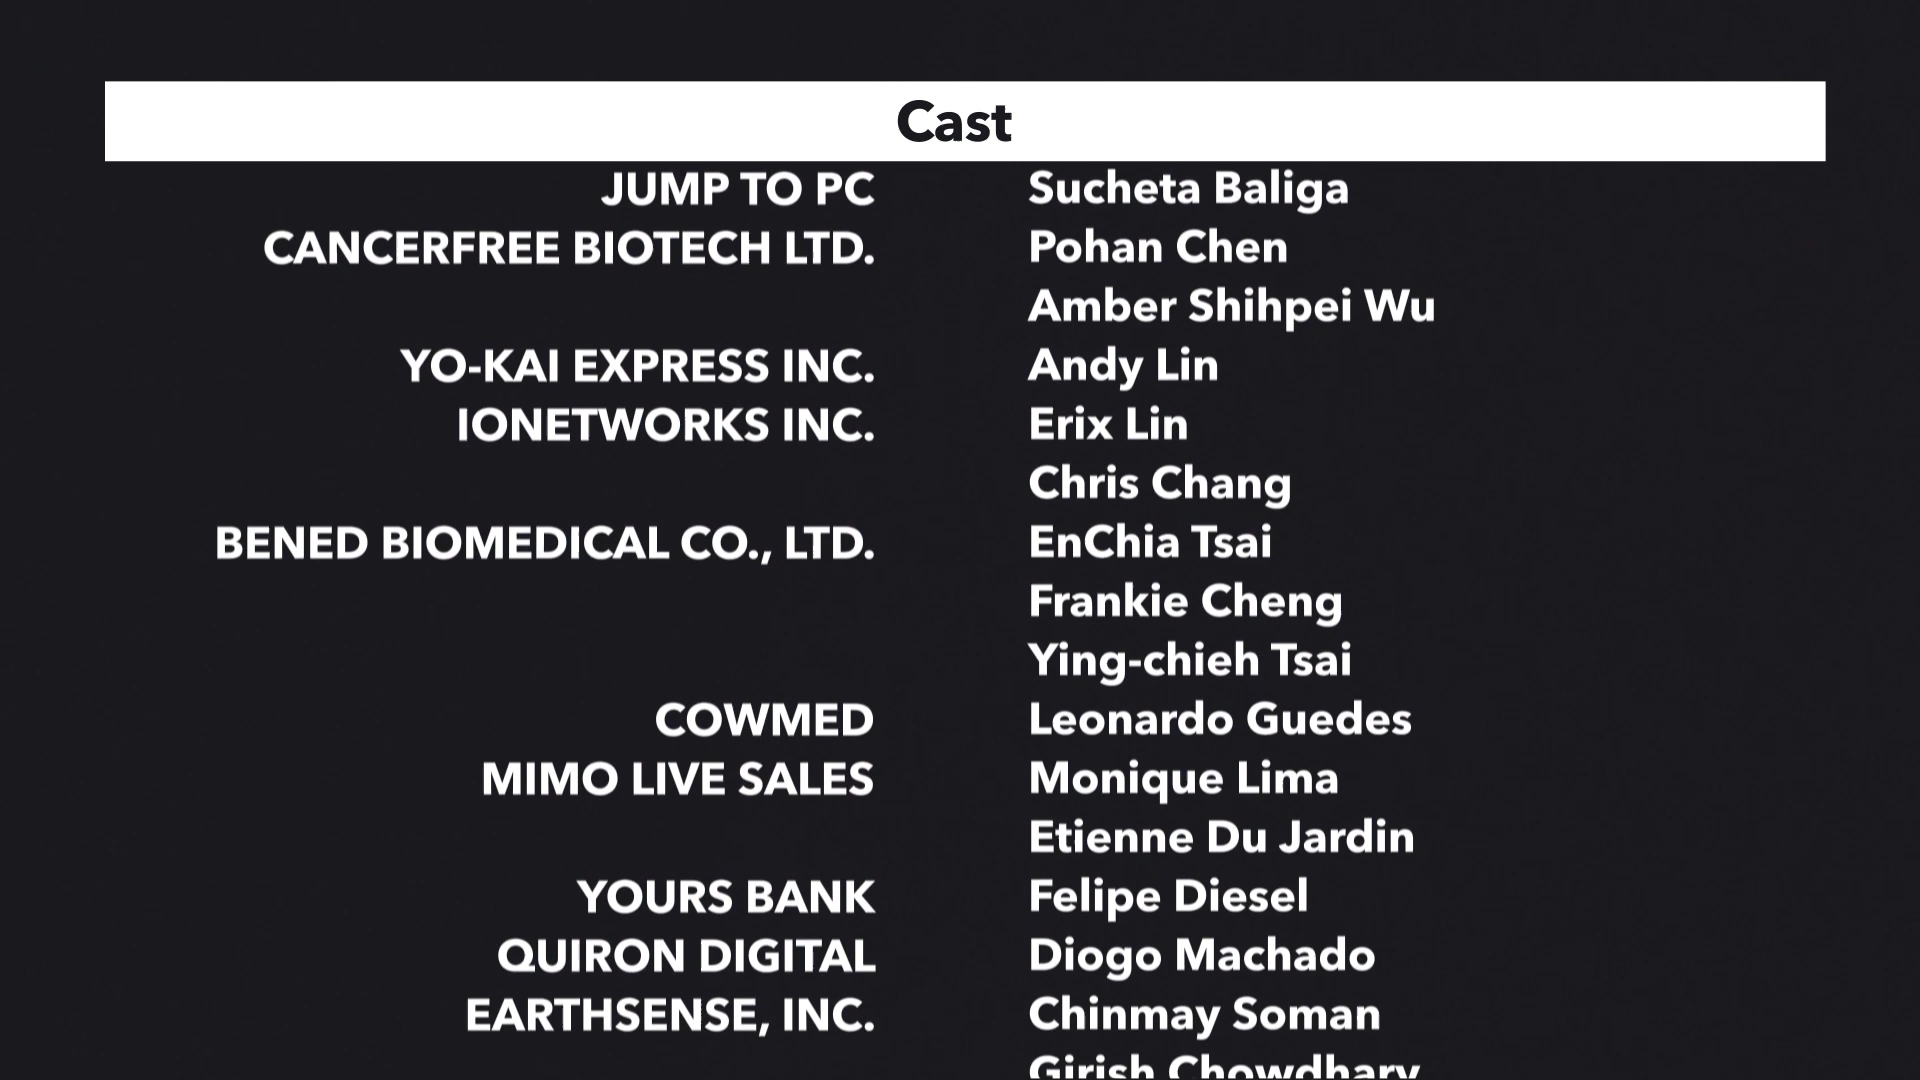 Cast
JUMP TO PC Sucheta Baliga
CANCERFREE BIOTECH LTD. Pohan Chen
Amber Shihpei Wu
YO-KAI EXPRESS INC. Andy Lin
IONETWORKS INC. Erix Lin
Chris Chang
BENED BIOMEDICAL CO., LTD. EnChia Tsai
Frankie Cheng
Ying-chieh Tsai
COWMED Leonardo Guedes
MIMO LIVE SALES Monique Lima
Etienne Du Jardin
YOURS BANK Felipe Diesel
QUIRON DIGITAL Diogo Machado
EARTHSENSE, INC. Chinmay Soman
Girish Chowdhary